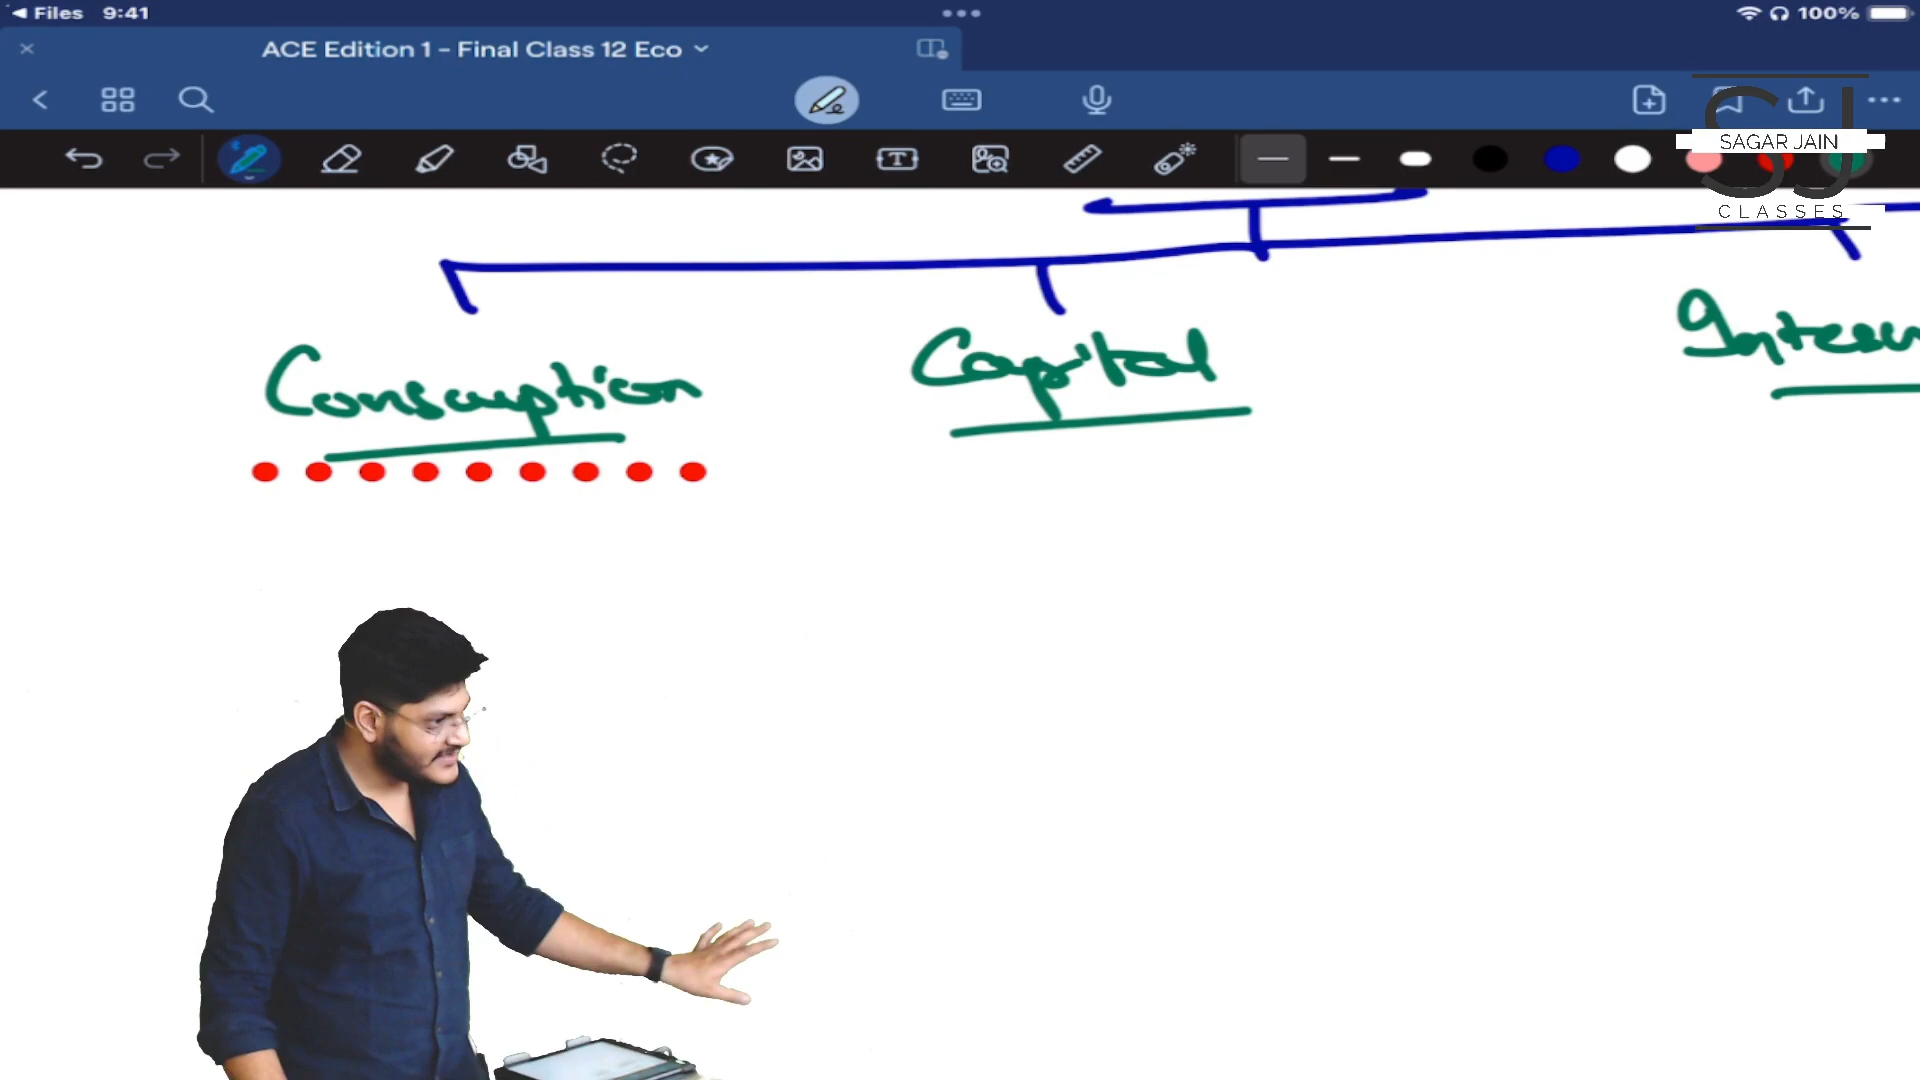 Files 9:41 100%
ACE Edition 1 - Final Class 12 Eco
SAGAR JAIN
CLASSES
Consumption Capital